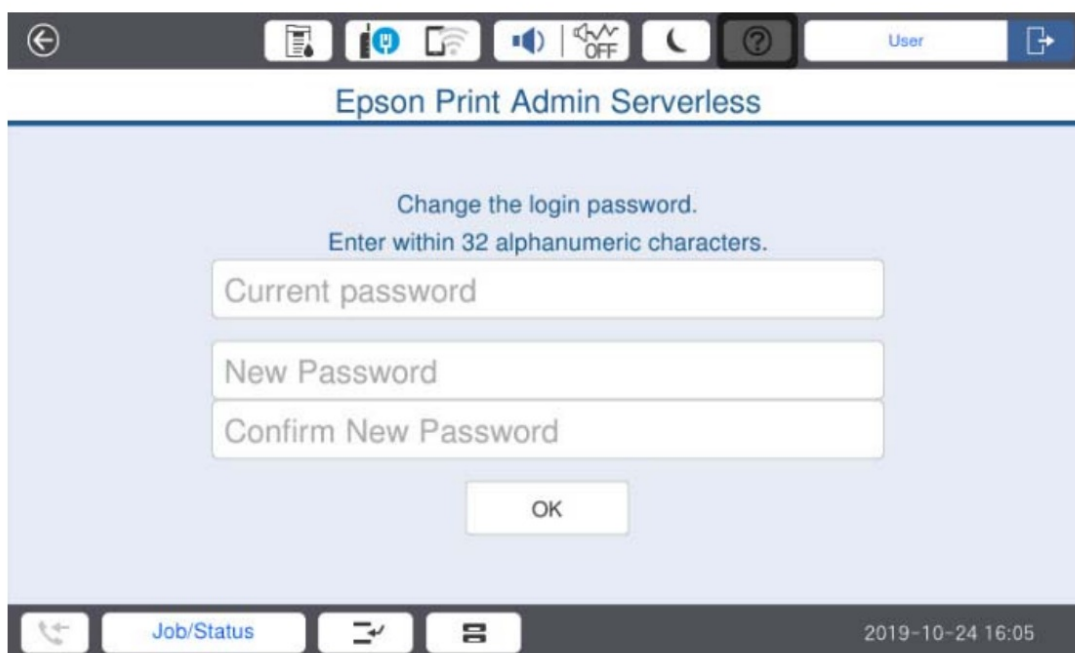 OFF
?
User
Epson Print Admin Serverless
Change the login password.
Enter within 32 alphanumeric characters.
Current password
New Password
Confirm New Password
OK
Job/Status
2019-10-24 16:05